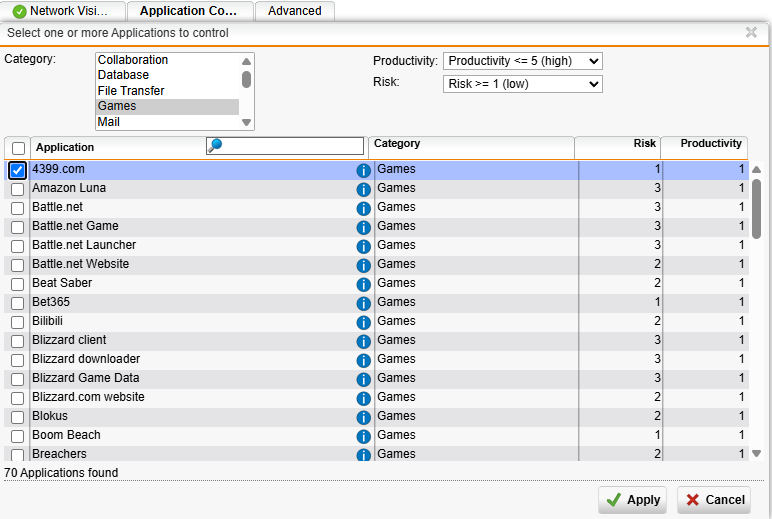 Network Visi... Application Co... Advanced
Select one or more Applications to control
Category: Collaboration Productivity: Productivity <= 5 (high)
Database
File Transfer Risk: Risk >= 1 (low)
Games
Mail
Application Category Risk Productivity
4399.com Games 1 1
Amazon Luna Games 3 1
Battle.net Games 3 1
Battle.net Game Games 3 1
Battle.net Launcher Games 3 1
Battle.net Website Games 2 1
Beat Saber Games 2 1
Bet365 Games 1 1
Bilibili Games 2 1
Blizzard client Games 3 1
Blizzard downloader Games 3 1
Blizzard Game Data Games 3 1
Blizzard.com website Games 2 1
Blokus Games 2 1
Boom Beach Games 1 1
Breachers Games 2 1
70 Applications found
Apply Cancel